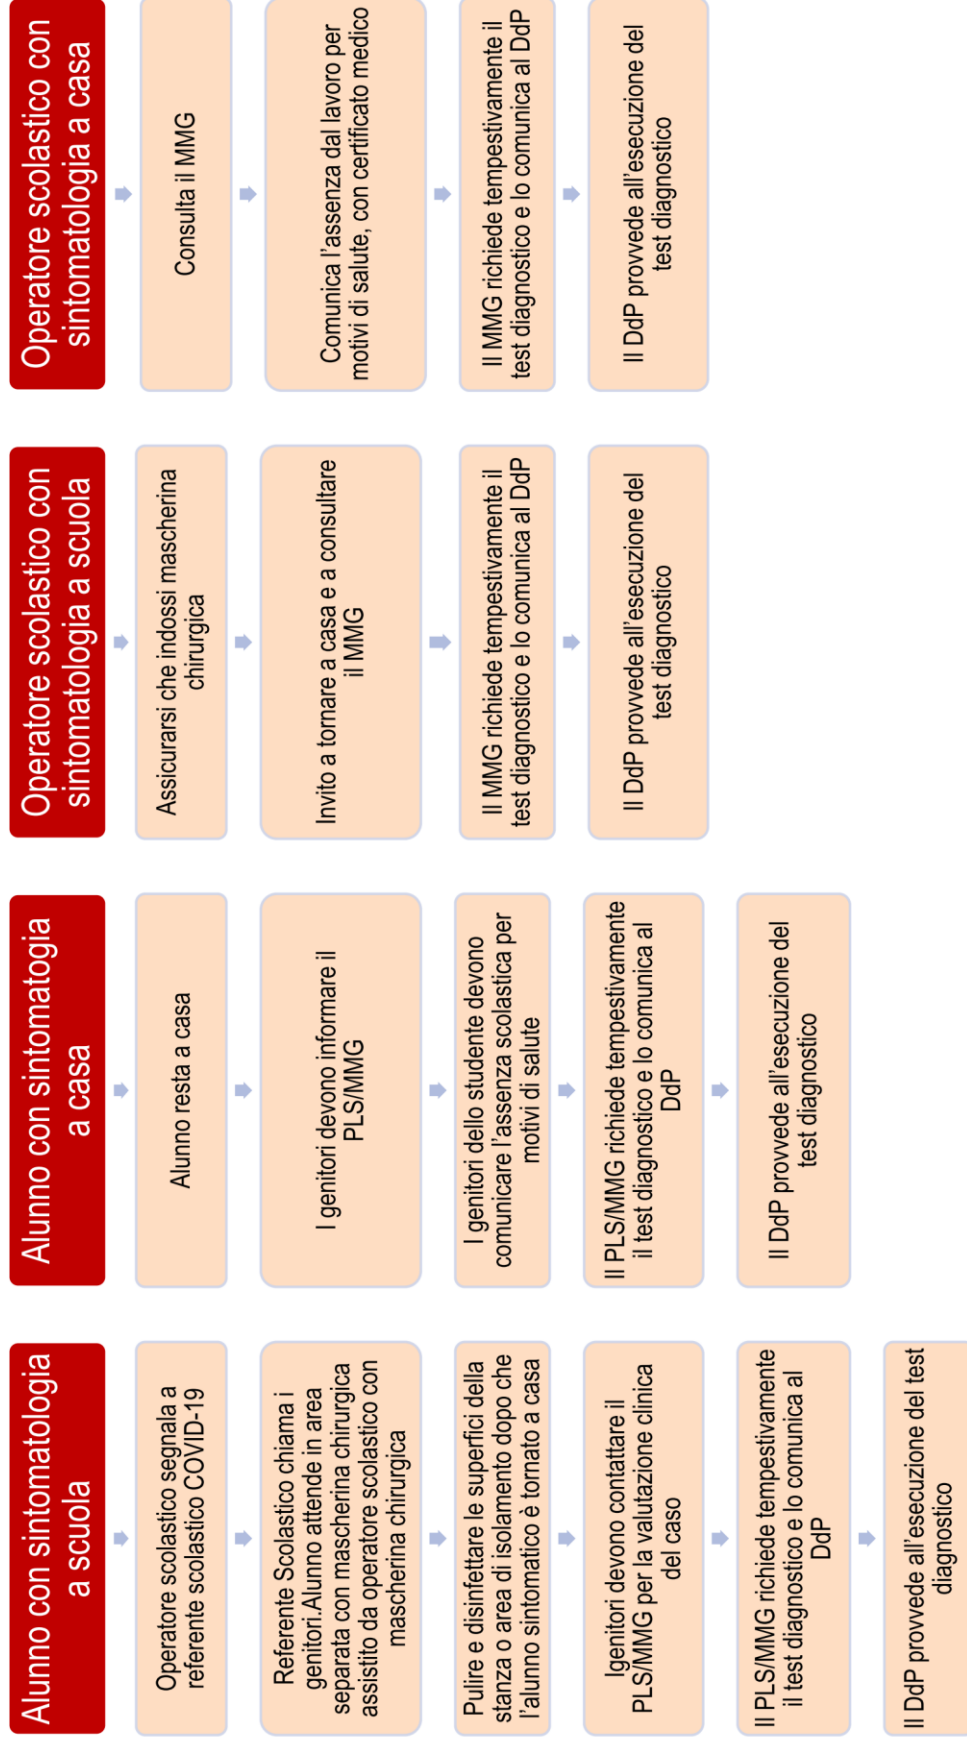 Alunno con sintomatologia
a scuola
Operatore scolastico segnala a
referente scolastico COVID-19
Referente Scolastico chiama i
genitori.Alunno attende in area
separata con mascherina chirurgica
assistito da operatore scolastico con
mascherina chirurgica
Pulire e disinfettare le superfici della
stanza o area di isolamento dopo che
l'alunno sintomatico è tornato a casa
Igenitori devono contattare il
PLS/MMG per la valutazione clinica
del caso
Il PLS/MMG richiede tempestivamente
il test diagnostico e lo comunica al
DdP
Il DdP provvede all'esecuzione del test
diagnostico
Alunno con sintomatogia
a casa
Alunno resta a casa
I genitori devono informare il
PLS/MMG
I genitori dello studente devono
comunicare l'assenza scolastica per
motivi di salute
Il PLS/MMG richiede tempestivamente
il test diagnostico e lo comunica al
DdP
Il DdP provvede all'esecuzione del
test diagnostico
Operatore scolastico con
sintomatologia a scuola
Assicurarsi che indossi mascherina
chirurgica
Invito a tornare a casa e a consultare
il MMG
Il MMG richiede tempestivamente il
test diagnostico e lo comunica al DdP
Il DdP provvede all'esecuzione del
test diagnostico
Operatore scolastico con
sintomatologia a casa
Consulta il MMG
Comunica l'assenza dal lavoro per
motivi di salute, con certificato medico
Il MMG richiede tempestivamente il
test diagnostico e lo comunica al DdP
Il DdP provvede all'esecuzione del
test diagnostico